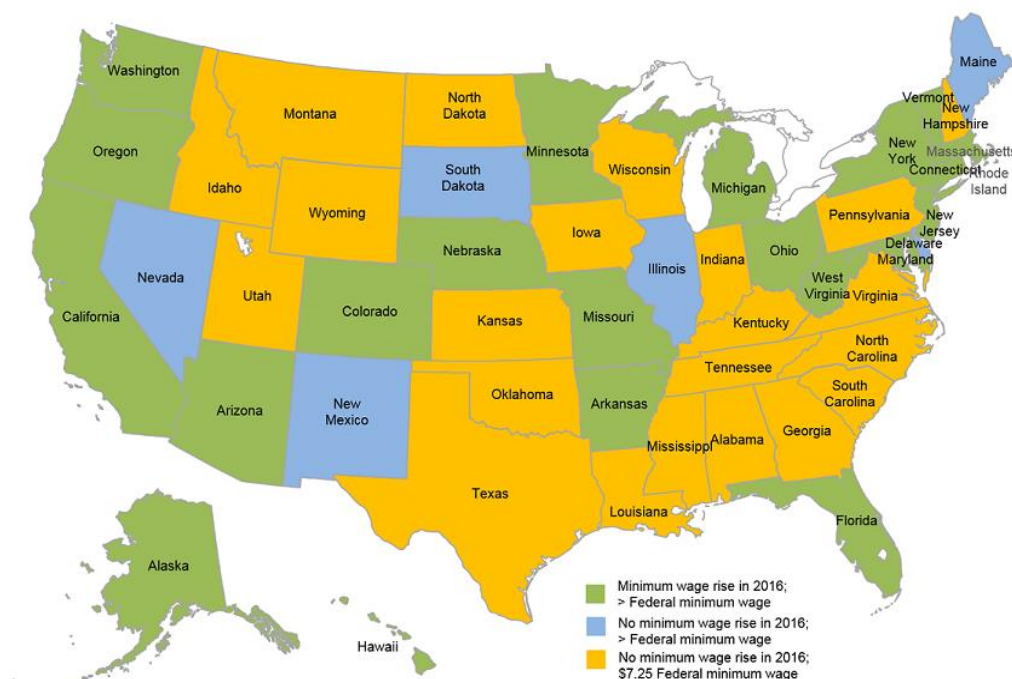 Washington
Montana
North
Dakota
Minnesota
Maine
Vermont
New
Hampshire
Oregon
Idaho
South
Dakota
Wisconsin
Michigan
New
York
Massachusetts
Connecticut
Rhode
Island
Wyoming
Iowa
Pennsylvania
New
Jersey
Nevada
Utah
Nebraska
Illinois
Indiana
Ohio
Delaware
Maryland
West
Virginia
Virginia
California
Colorado
Kansas
Missouri
Kentucky
North
Carolina
Tennessee
South
Carolina
Arizona
New
Mexico
Oklahoma
Arkansas
Mississippi
Alabama
Georgia
Texas
Louisiana
Florida
Alaska
Hawaii
Minimum wage rise in 2016;
> Federal minimum wage
No minimum wage rise in 2016;
> Federal minimum wage
No minimum wage rise in 2016;
$7.25 Federal minimum wage